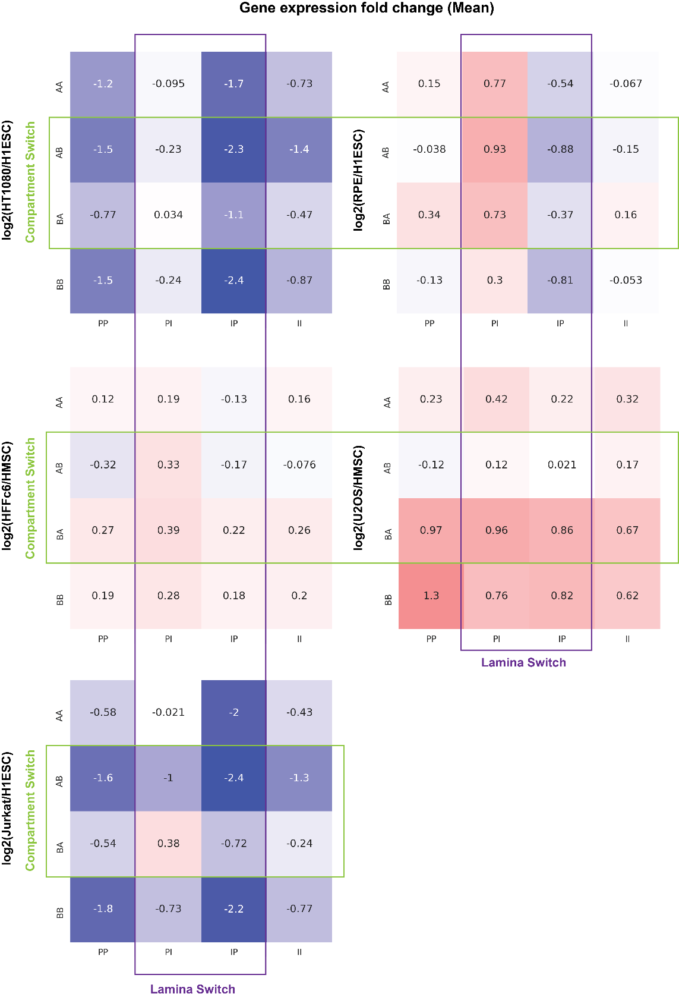 Gene expression fold change (Mean)
log2(HT1080/H1ESC)
Compartment Switch
AA -1.2 -0.095 -1.7 -0.73
AB -1.5 -0.23 -2.3 -1.4
BA -0.77 0.034 -1.1 -0.47
BB -1.5 -0.24 -2.4 -0.87
PP PI IP II
log2(RPE/H1ESC)
AA 0.15 0.77 -0.54 -0.067
AB -0.038 0.93 -0.88 -0.15
BA 0.34 0.73 -0.37 0.16
BB -0.13 0.3 -0.81 -0.053
PP PI IP II
log2(HFFc6/HMSC)
Compartment Switch
AA 0.12 0.19 -0.13 0.16
AB -0.32 0.33 -0.17 -0.076
BA 0.27 0.39 0.22 0.26
BB 0.19 0.28 0.18 0.2
PP PI IP II
log2(U2OS/HMSC)
AA 0.23 0.42 0.22 0.32
AB -0.12 0.12 0.021 0.17
BA 0.97 0.96 0.86 0.67
BB 1.3 0.76 0.82 0.62
PP PI IP II
Lamina Switch
log2(Jurkat/H1ESC)
Compartment Switch
AA -0.58 -0.021 -2 -0.43
AB -1.6 -1 -2.4 -1.3
BA -0.54 0.38 -0.72 -0.24
BB -1.8 -0.73 -2.2 -0.77
PP PI IP II
Lamina Switch